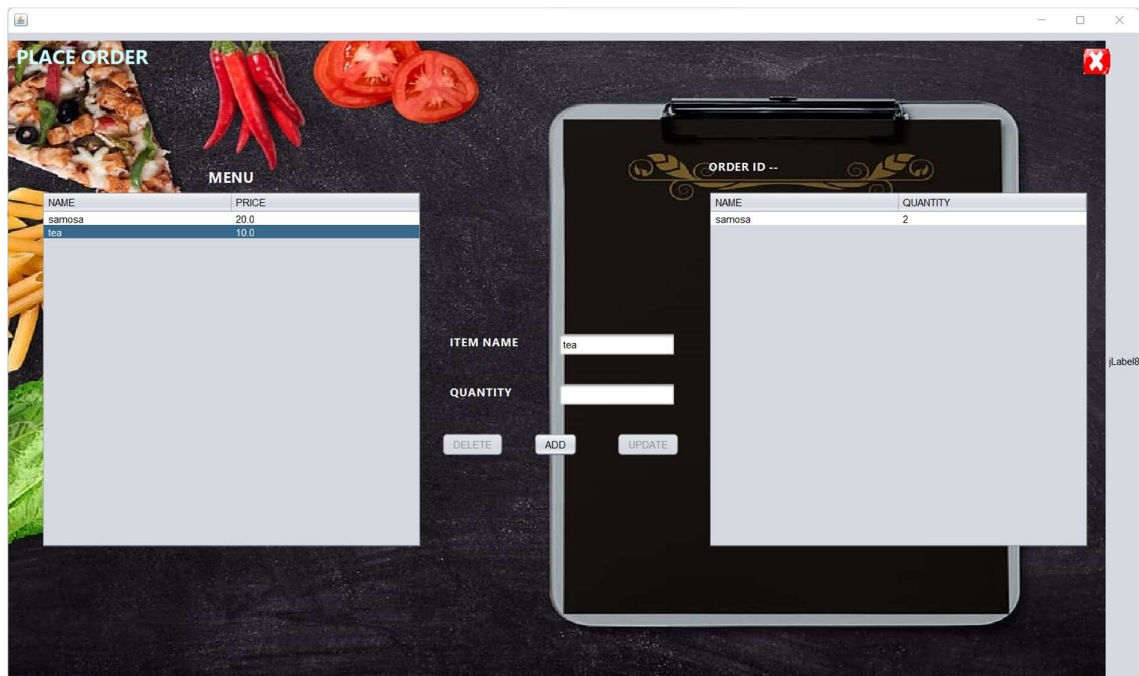 PLACE ORDER
MENU
NAME PRICE
samosa 20.0
tea 10.0
ORDER ID --
NAME QUANTITY
samosa 2
ITEM NAME tea
QUANTITY
DELETE ADD UPDATE
jLabel8